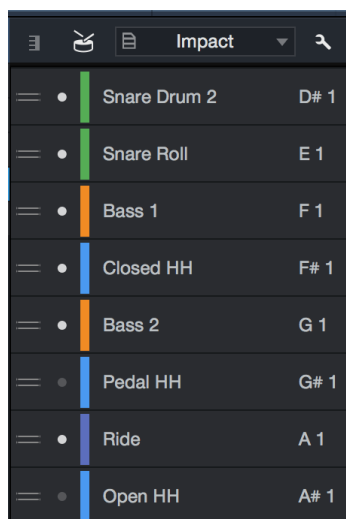 Impact
Snare Drum 2 D# 1
Snare Roll E 1
Bass 1 F 1
Closed HH F# 1
Bass 2 G 1
Pedal HH G# 1
Ride A 1
Open HH A# 1